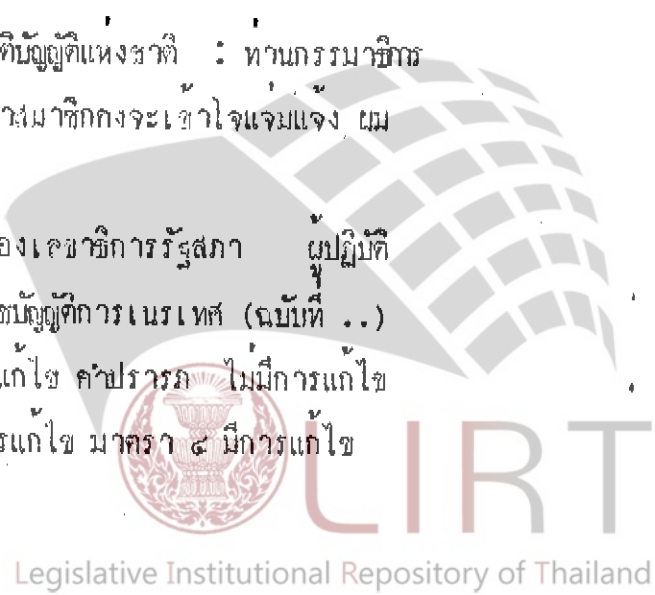 ติบัญญัติแห่งชาติ : ท่านกรรมาธิการ
าสมาชิกคงจะเข้าใจแจ่มแจ้ง ผม
องเลขาธิการรัฐสภา ผู้ปฏิบัติ
ชบัญญัติการเนรเทศ (ฉบับที่ ..)
แก้ไข คำปรารภ ไม่มีการแก้ไข
รแก้ไข มาตรา ๔ มีการแก้ไข
LIRT
Legislative Institutional Repository of Thailand